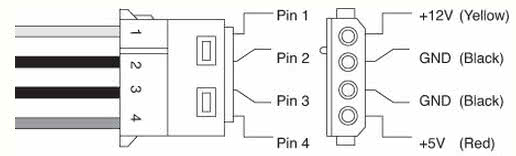 1 Pin 1 +12V (Yellow)
2 Pin 2 GND (Black)
3 Pin 3 GND (Black)
4 Pin 4 +5V (Red)